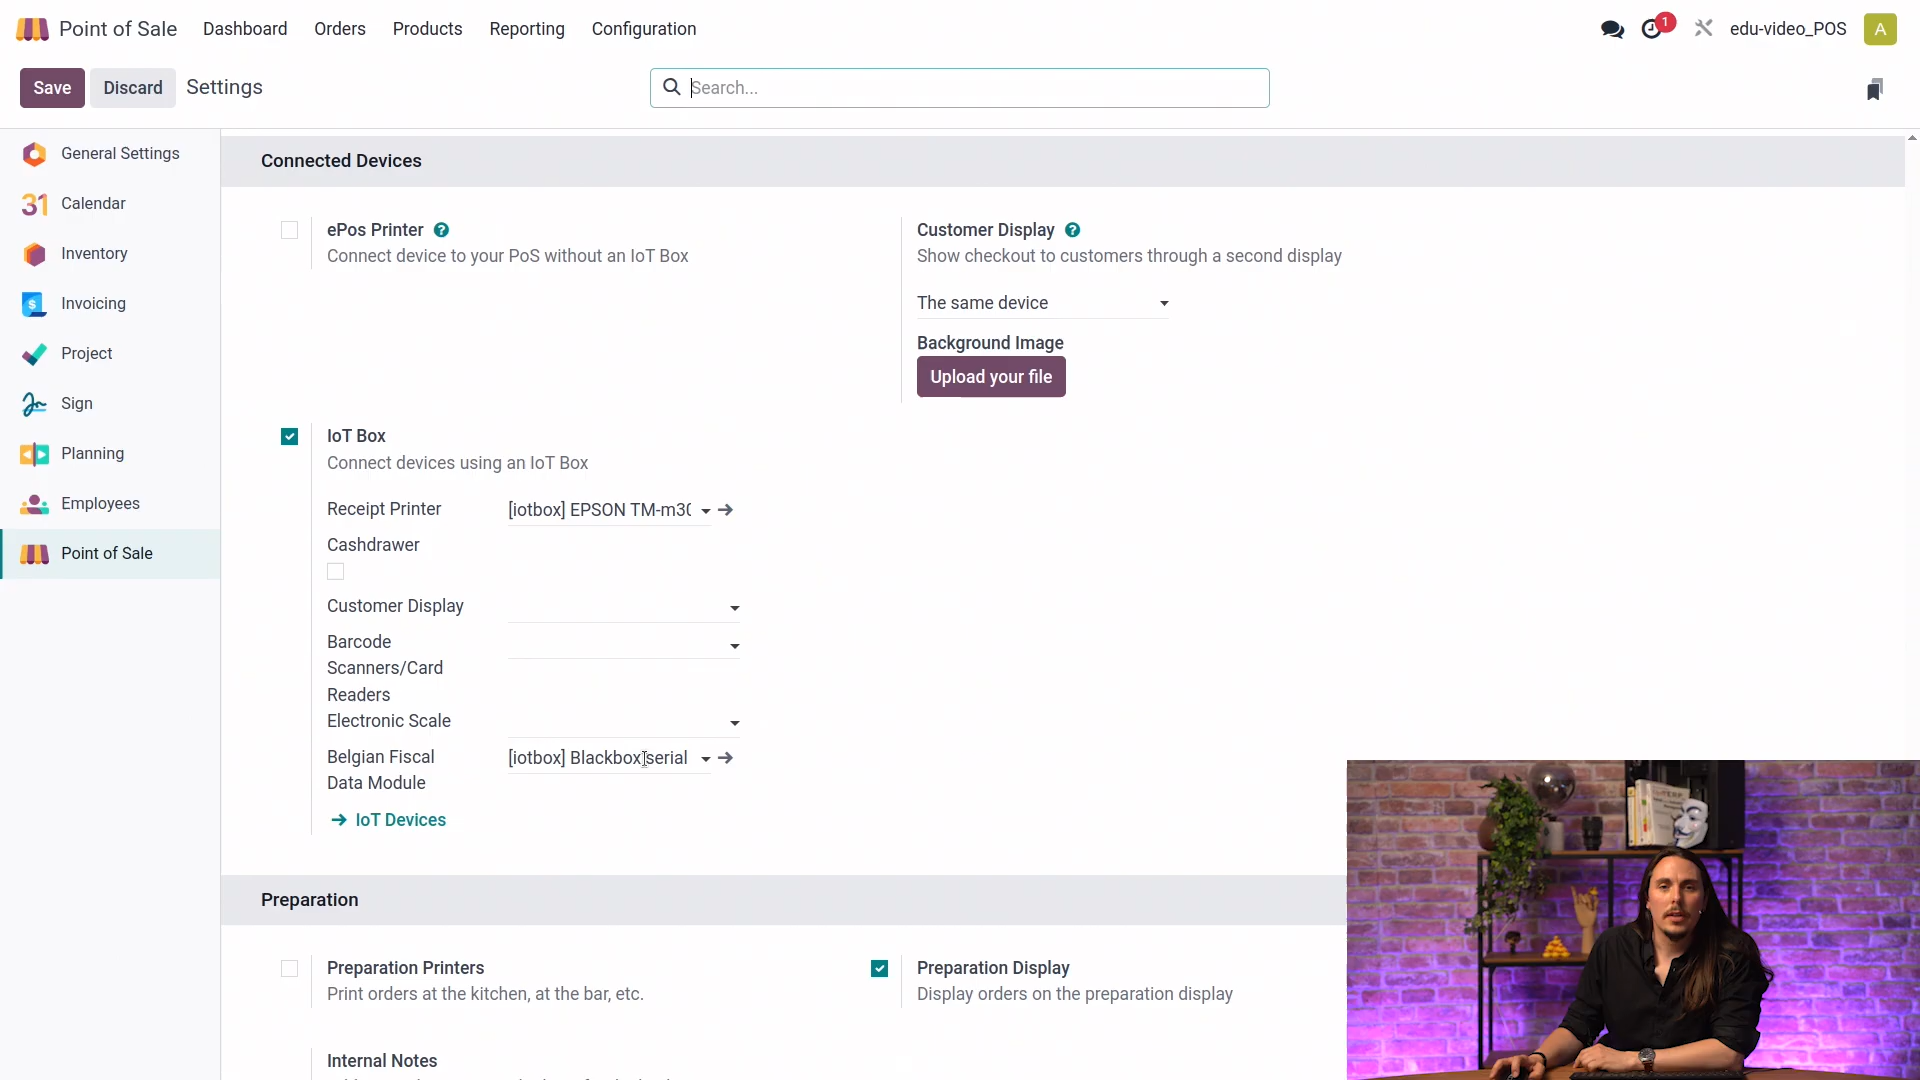 Point of Sale Dashboard Orders Products Reporting Configuration 1 edu-video_POS A
Save Discard Settings Search...
General Settings
Calendar
Inventory
Invoicing
Project
Sign
Planning
Employees
Point of Sale
Connected Devices
ePos Printer ?
Connect device to your PoS without an IoT Box
Customer Display ?
Show checkout to customers through a second display
The same device
Background Image
Upload your file
IoT Box
Connect devices using an IoT Box
Receipt Printer [iotbox] EPSON TM-m30
Cashdrawer
Customer Display
Barcode
Scanners/Card
Readers
Electronic Scale
Belgian Fiscal [iotbox] Blackbox serial
Data Module
IoT Devices
Preparation
Preparation Printers
Print orders at the kitchen, at the bar, etc.
Preparation Display
Display orders on the preparation display
Internal Notes